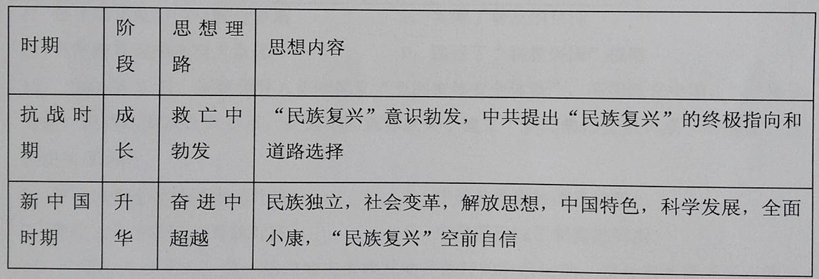 时期
阶
段
思想理
路
思想内容
抗战时
期
成
长
救亡中
勃发
“民族复兴”意识勃发，中共提出“民族复兴”的终极指向和
道路选择
新中国
时期
升
华
奋进中
超越
民族独立，社会变革，解放思想，中国特色，科学发展，全面
小康，“民族复兴”空前自信